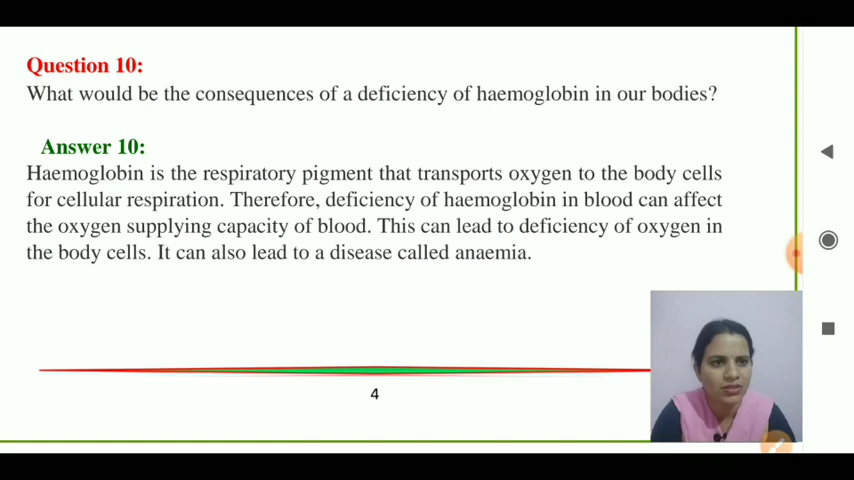 Question 10:
What would be the consequences of a deficiency of haemoglobin in our bodies?
Answer 10:
Haemoglobin is the respiratory pigment that transports oxygen to the body cells
for cellular respiration. Therefore, deficiency of haemoglobin in blood can affect
the oxygen supplying capacity of blood. This can lead to deficiency of oxygen in
the body cells. It can also lead to a disease called anaemia.
4